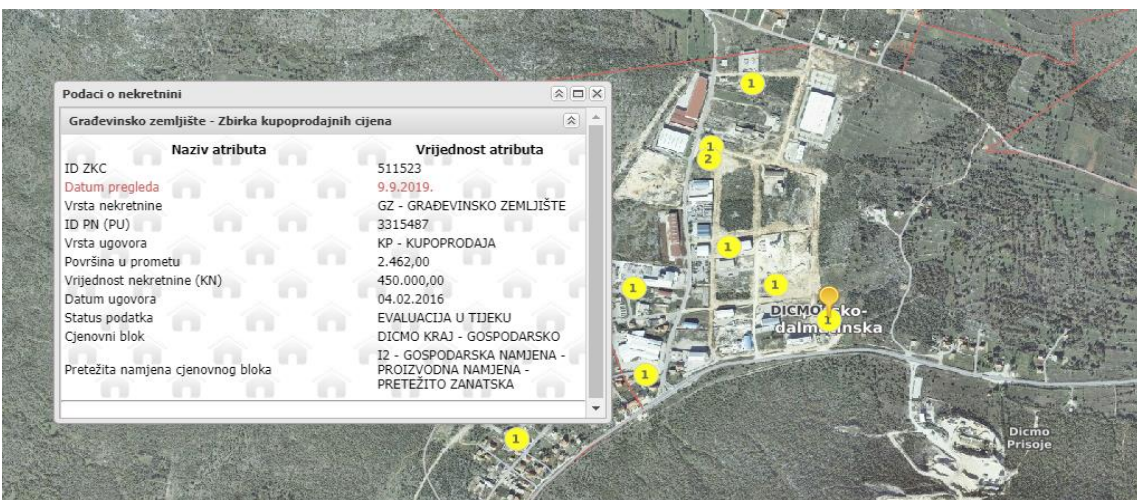 Podaci o nekretnini
Građevinsko zemljište - Zbirka kupoprodajnih cijena
Naziv atributa Vrijednost atributa
ID ZKC 511523
Datum pregleda 9.9.2019.
Vrsta nekretnine GZ - GRAĐEVINSKO ZEMLJIŠTE
ID PN (PU) 3315487
Vrsta ugovora KP - KUPOPRODAJA
Površina u prometu 2.462,00
Vrijednost nekretnine (KN) 450.000,00
Datum ugovora 04.02.2016
Status podatka EVALUACIJA U TIJEKU
Cjenovni blok DICMO KRAJ - GOSPODARSKO
Pretežita namjena cjenovnog bloka I2 - GOSPODARSKA NAMJENA -
PROIZVODNA NAMJENA -
PRETEŽITO ZANATSKA
1
1
2
1
1
1
DICMO
1
1
1
Dicmo
Prisoje